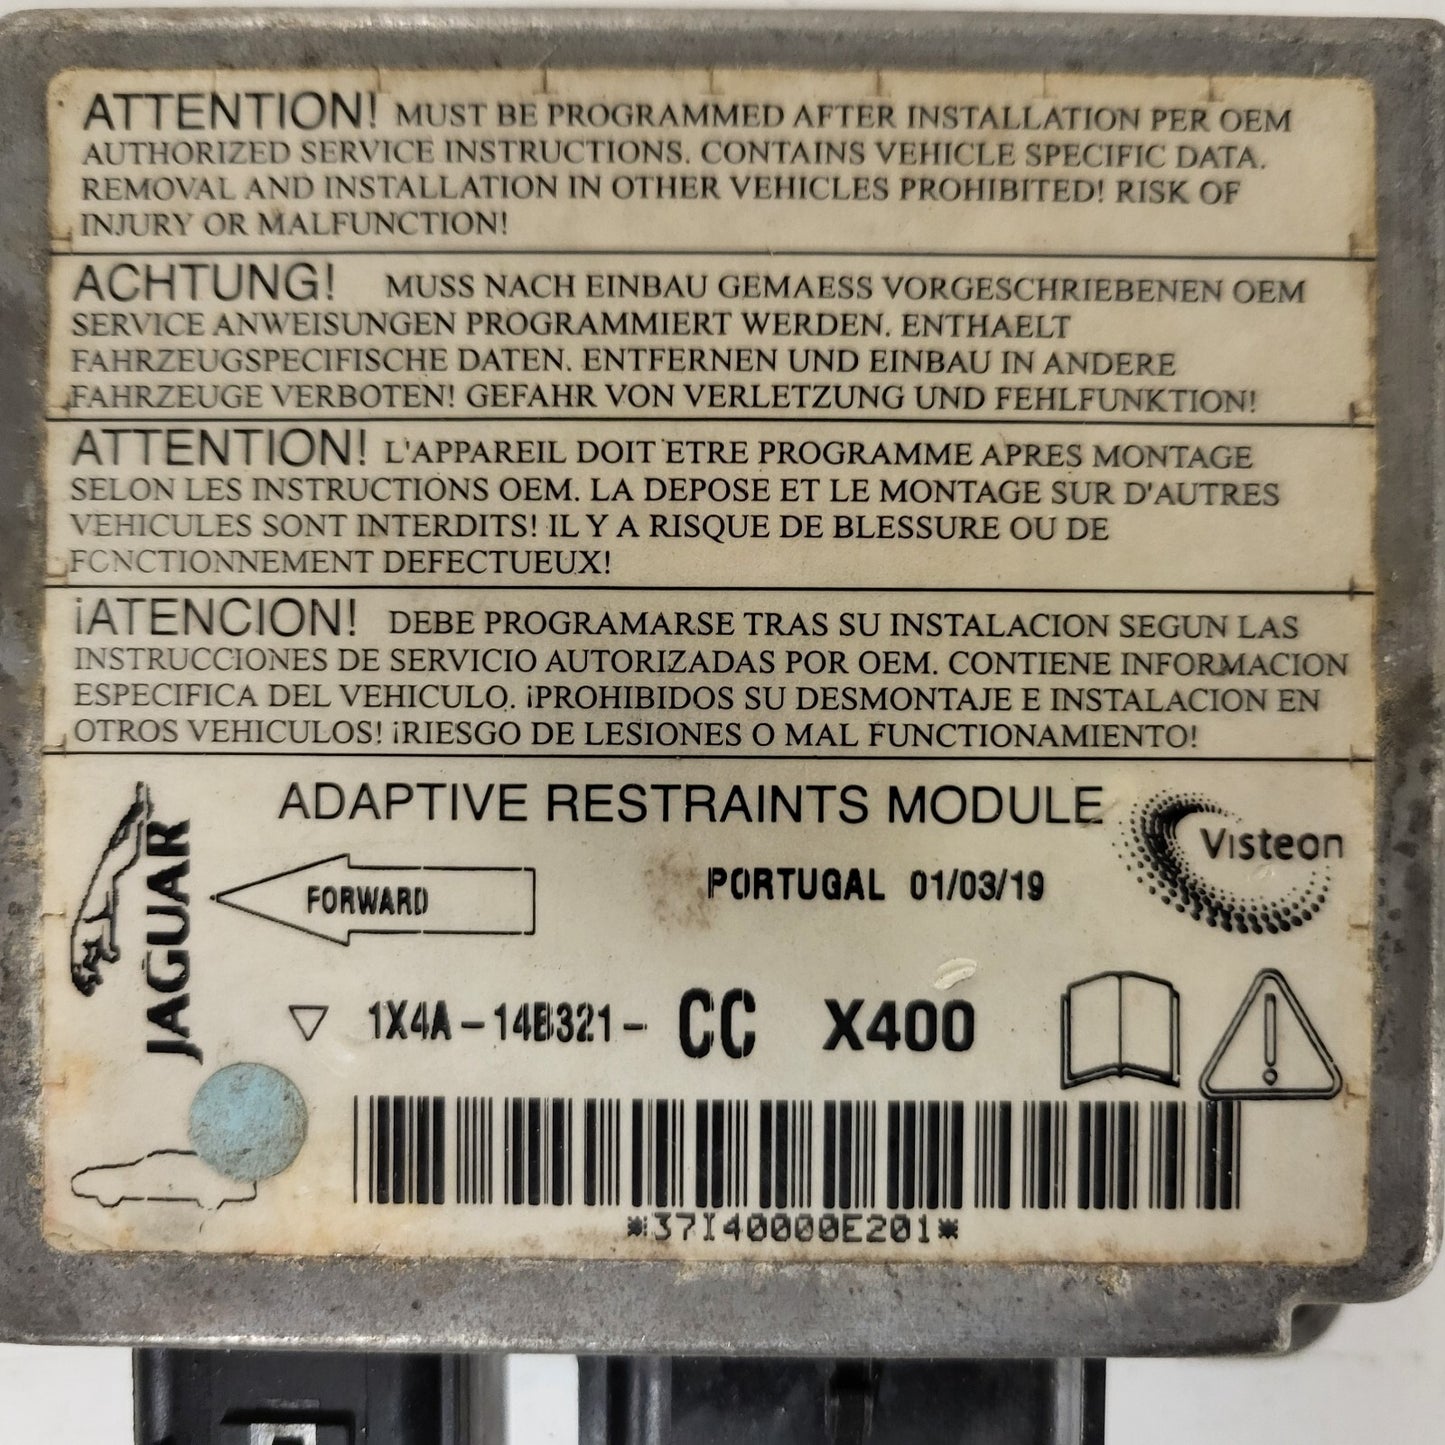 ATTENTION! MUST BE PROGRAMMED AFTER INSTALLATION PER OEM
AUTHORIZED SERVICE INSTRUCTIONS. CONTAINS VEHICLE SPECIFIC DATA.
REMOVAL AND INSTALLATION IN OTHER VEHICLES PROHIBITED! RISK OF
INJURY OR MALFUNCTION!
ACHTUNG! MUSS NACH EINBAU GEMAESS VORGESCHRIEBENEN OEM
SERVICE ANWEISUNGEN PROGRAMMIERT WERDEN. ENTHAELT
FAHRZEUGSPECIFISCHE DATEN. ENTFERNEN UND EINBAU IN ANDERE
FAHRZEUGE VERBOTEN! GEFAHR VON VERLETZUNG UND FEHLFUNKTION!
ATTENTION! L'APPAREIL DOIT ETRE PROGRAMME APRES MONTAGE
SELON LES INSTRUCTIONS OEM. LA DEPOSE ET LE MONTAGE SUR D'AUTRES
VEHICULES SONT INTERDITS! IL Y A RISQUE DE BLESSURE OU DE
FONCTIONNEMENT DEFECTUEUX!
¡ATENCION! DEBE PROGRAMARSE TRAS SU INSTALACION SEGUN LAS
INSTRUCCIONES DE SERVICIO AUTORIZADAS POR OEM. CONTIENE INFORMACION
ESPECIFICA DEL VEHICULO. ¡PROHIBIDOS SU DESMONTAJE E INSTALACION EN
OTROS VEHICULOS! ¡RIESGO DE LESIONES O MAL FUNCTIONAMIENTO!
ADAPTIVE RESTRAINTS MODULE
JAGUAR
Visteon
FORWARD
PORTUGAL 01/03/19
1X4A-14B321- CC X400
*37I40000E201*